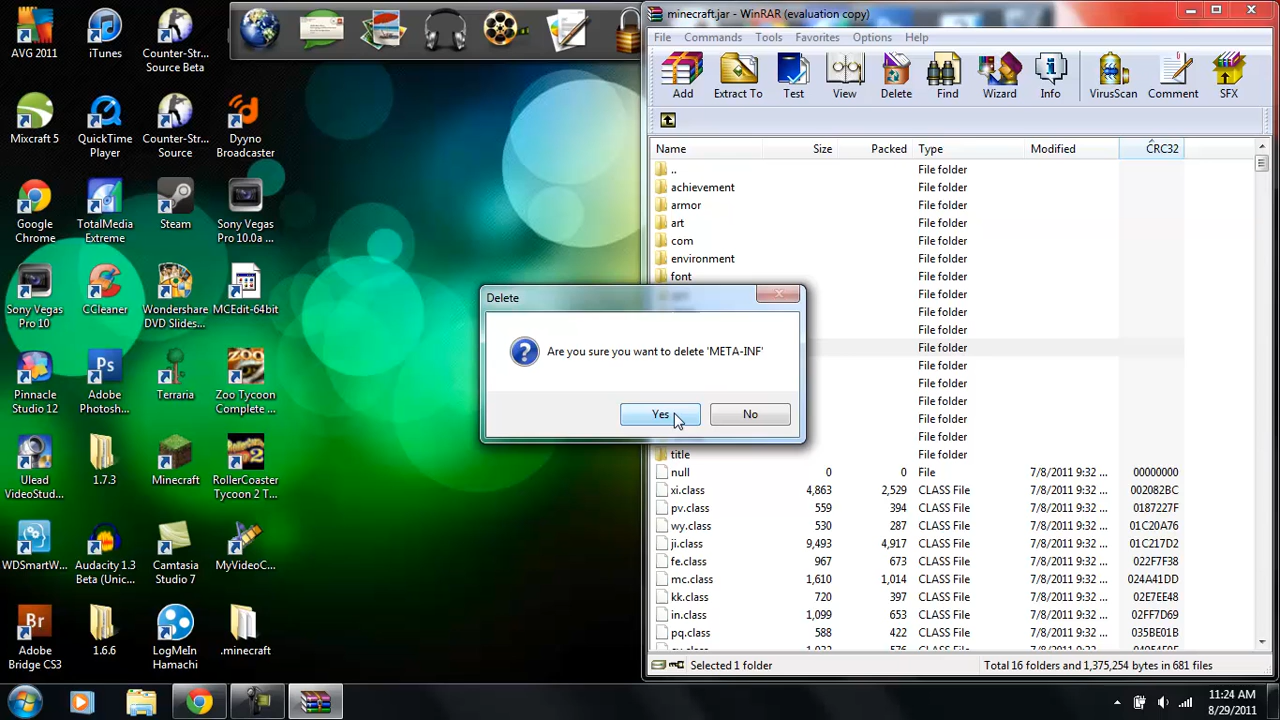 AVG 2011
iTunes
Counter-Str...
Source Beta
Mixcraft 5
QuickTime
Player
Counter-Str...
Source
Dyyno
Broadcaster
Google
Chrome
TotalMedia
Extreme
Steam
Sony Vegas
Pro 10.0a ...
Sony Vegas
Pro 10
CCleaner
Wondershare
DVD Slides...
MCEdit-64bit
Pinnacle
Studio 12
Adobe
Photosh...
Terraria
Zoo Tycoon
Complete ...
Ulead
VideoStud...
1.7.3
Minecraft
RollerCoaster
Tycoon 2 T...
WDSmartW...
Audacity 1.3
Beta (Unic...
Camtasia
Studio 7
MyVideoC...
Adobe
Bridge CS3
1.6.6
LogMeIn
Hamachi
.minecraft
minecraft.jar - WinRAR (evaluation copy)
File Commands Tools Favorites Options Help
Add Extract To Test View Delete Find Wizard Info VirusScan Comment SFX
Name Size Packed Type Modified CRC32
.. File folder
achievement File folder
armor File folder
art File folder
com File folder
environment File folder
font File folder
File folder
File folder
File folder
File folder
File folder
File folder
File folder
File folder
File folder
title File folder
null 0 0 File 7/8/2011 9:32 ... 00000000
xi.class 4,863 2,529 CLASS File 7/8/2011 9:32 ... 002082BC
pv.class 559 394 CLASS File 7/8/2011 9:32 ... 0187227F
wy.class 530 287 CLASS File 7/8/2011 9:32 ... 01C20A76
ji.class 9,493 4,917 CLASS File 7/8/2011 9:32 ... 01C217D2
fe.class 967 673 CLASS File 7/8/2011 9:32 ... 022F7F38
mc.class 1,610 1,014 CLASS File 7/8/2011 9:32 ... 024A41DD
kk.class 720 397 CLASS File 7/8/2011 9:32 ... 02E7EE48
in.class 1,099 653 CLASS File 7/8/2011 9:32 ... 02FF7D69
pq.class 588 422 CLASS File 7/8/2011 9:32 ... 035BE01B
Selected 1 folder
Total 16 folders and 1,375,254 bytes in 681 files
Delete
Are you sure you want to delete 'META-INF'
Yes
No
11:24 AM
8/29/2011